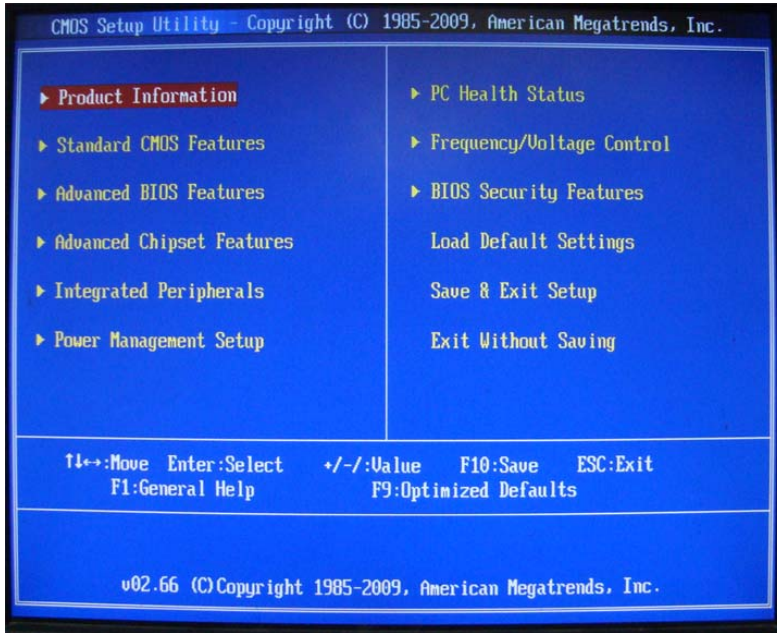 CMOS Setup Utility - Copyright (C) 1985-2009, American Megatrends, Inc.
▶ Product Information
▶ Standard CMOS Features
▶ Advanced BIOS Features
▶ Advanced Chipset Features
▶ Integrated Peripherals
▶ Power Management Setup
▶ PC Health Status
▶ Frequency/Voltage Control
▶ BIOS Security Features
Load Default Settings
Save & Exit Setup
Exit Without Saving
↑↓↔:Move Enter:Select +/-/:Value F10:Save ESC:Exit
F1:General Help F9:Optimized Defaults
v02.66 (C)Copyright 1985-2009, American Megatrends, Inc.